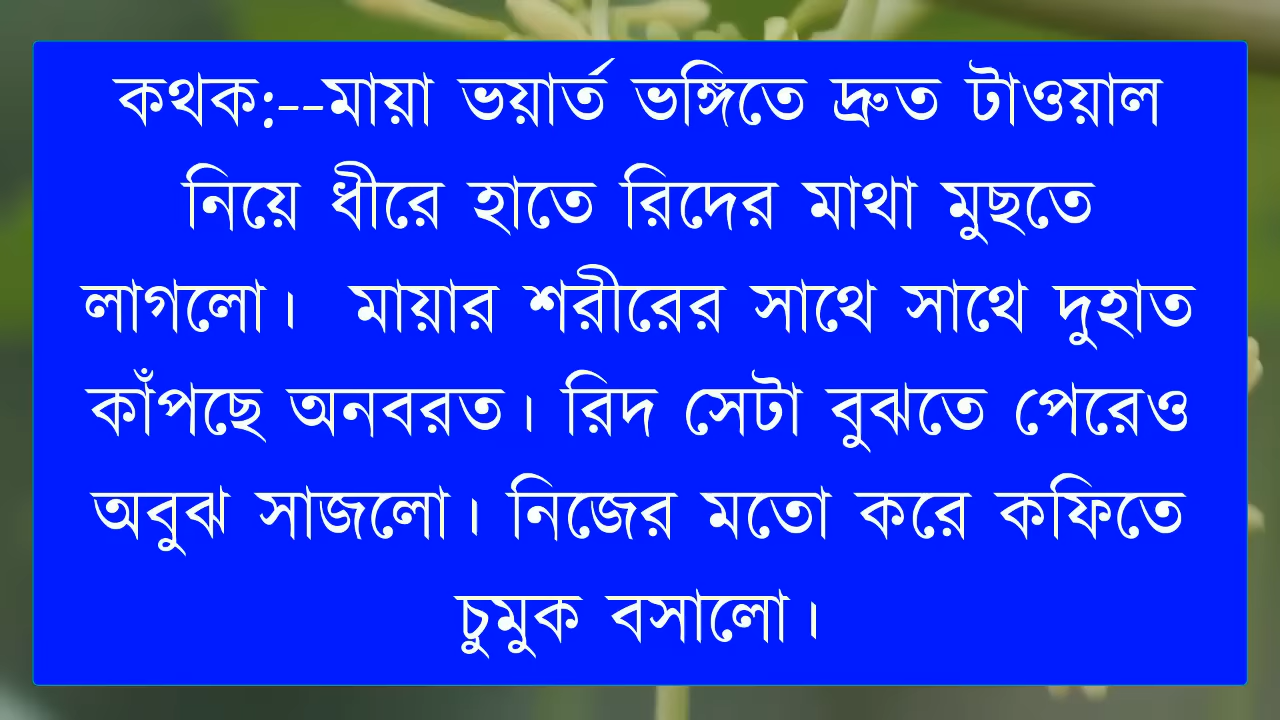 কথক:--মায়া ভয়ার্ত ভঙ্গিতে দ্রুত টাওয়াল
নিয়ে ধীরে হাতে রিদের মাথা মুছতে
লাগলো।  মায়ার শরীরের সাথে সাথে দুহাত
কাঁপছে অনবরত। রিদ সেটা বুঝতে পেরেও
অবুঝ সাজলো। নিজের মতো করে কফিতে
চুমুক বসালো।